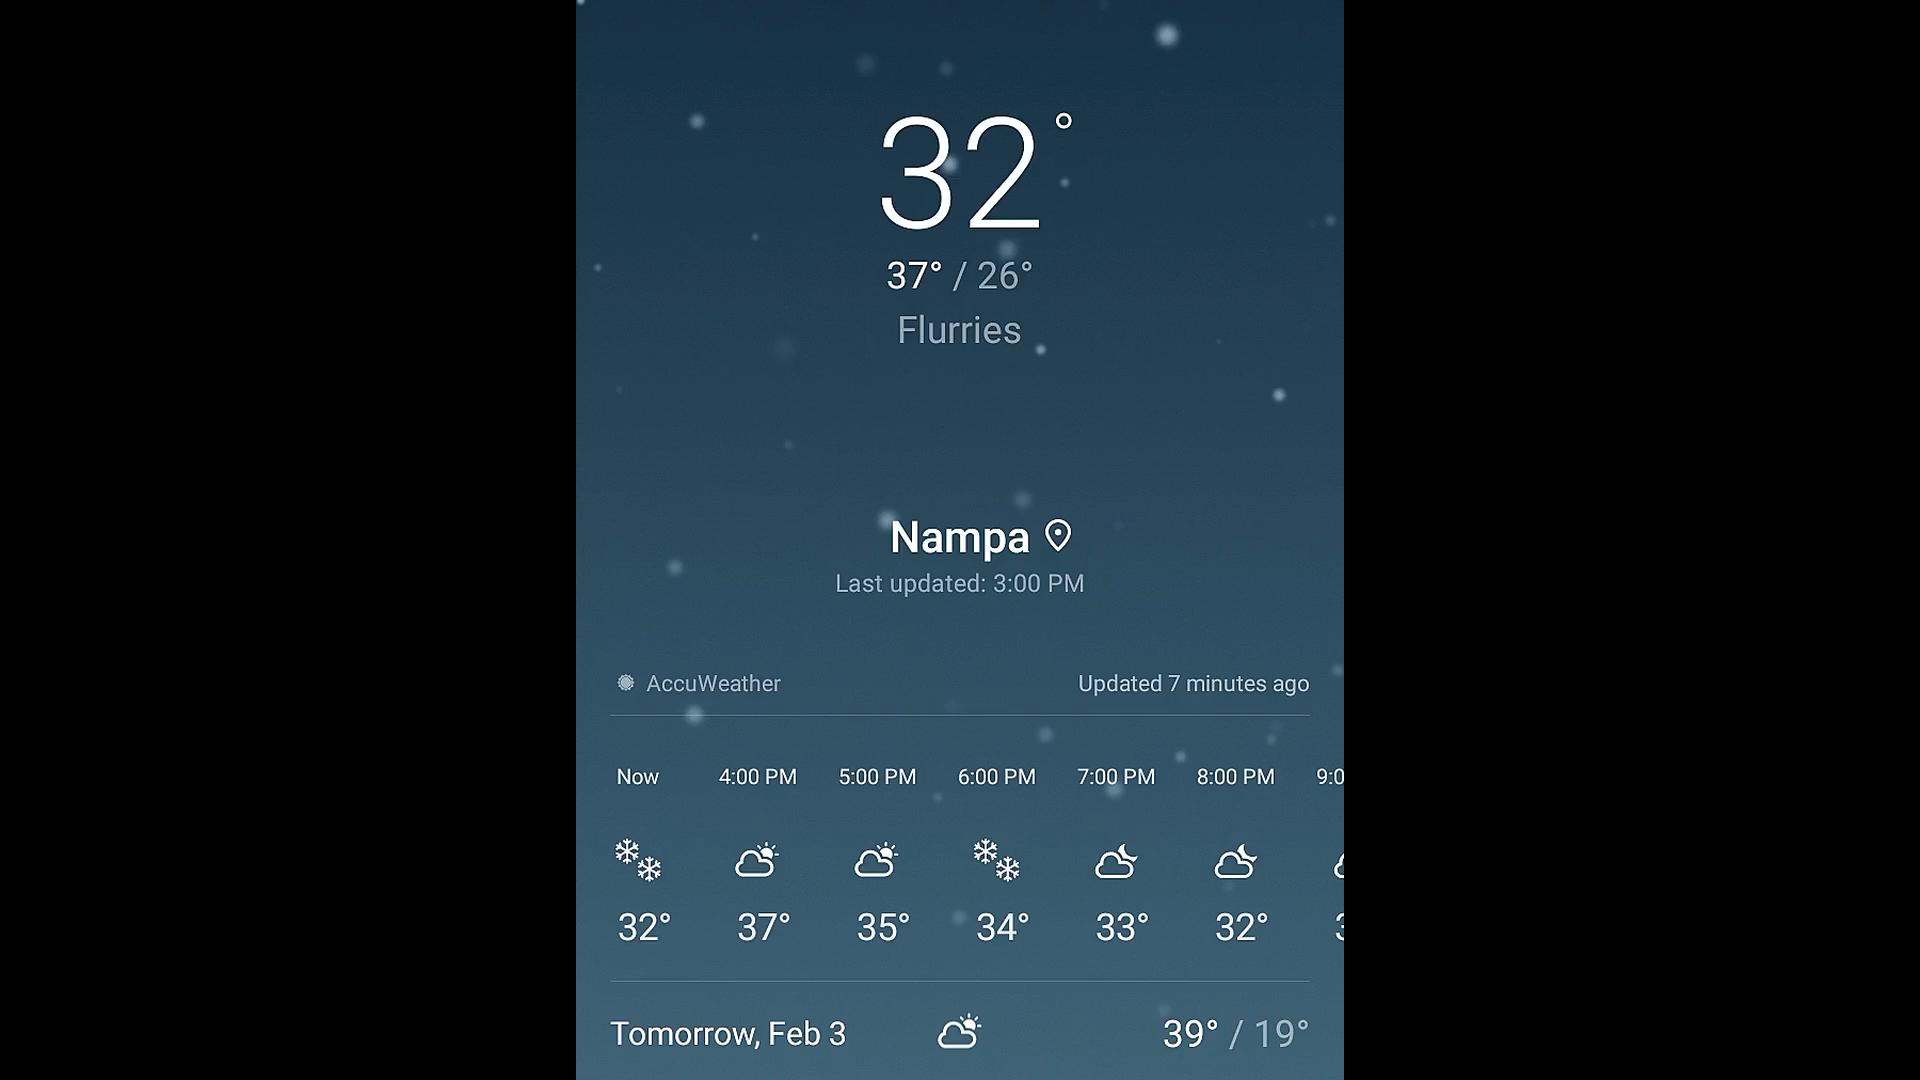 32°
37° / 26°
Flurries
Nampa
Last updated: 3:00 PM
AccuWeather Updated 7 minutes ago
Now 4:00 PM 5:00 PM 6:00 PM 7:00 PM 8:00 PM
32° 37° 35° 34° 33° 32°
Tomorrow, Feb 3 39° / 19°